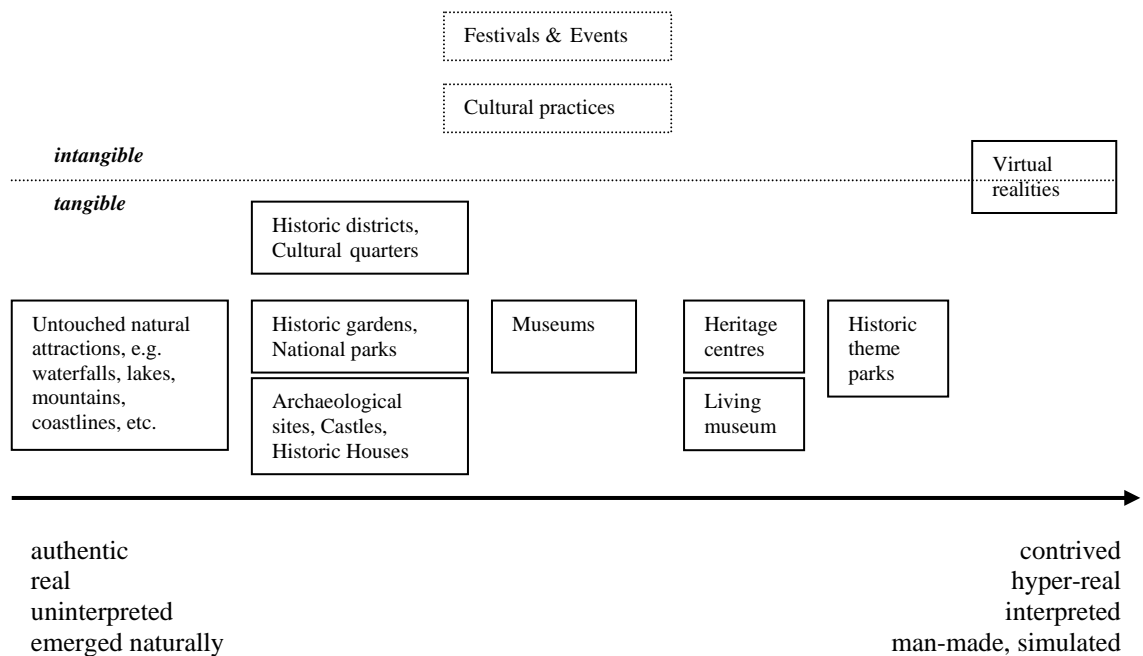 Festivals & Events
Cultural practices
intangible
Virtual
realities
tangible
Historic districts,
Cultural quarters
Untouched natural
attractions, e.g.
waterfalls, lakes,
mountains,
coastlines, etc.
Historic gardens,
National parks
Museums
Heritage
centres
Historic
theme
parks
Archaeological
sites, Castles,
Historic Houses
Living
museum
authentic
real
uninterpreted
emerged naturally
contrived
hyper-real
interpreted
man-made, simulated